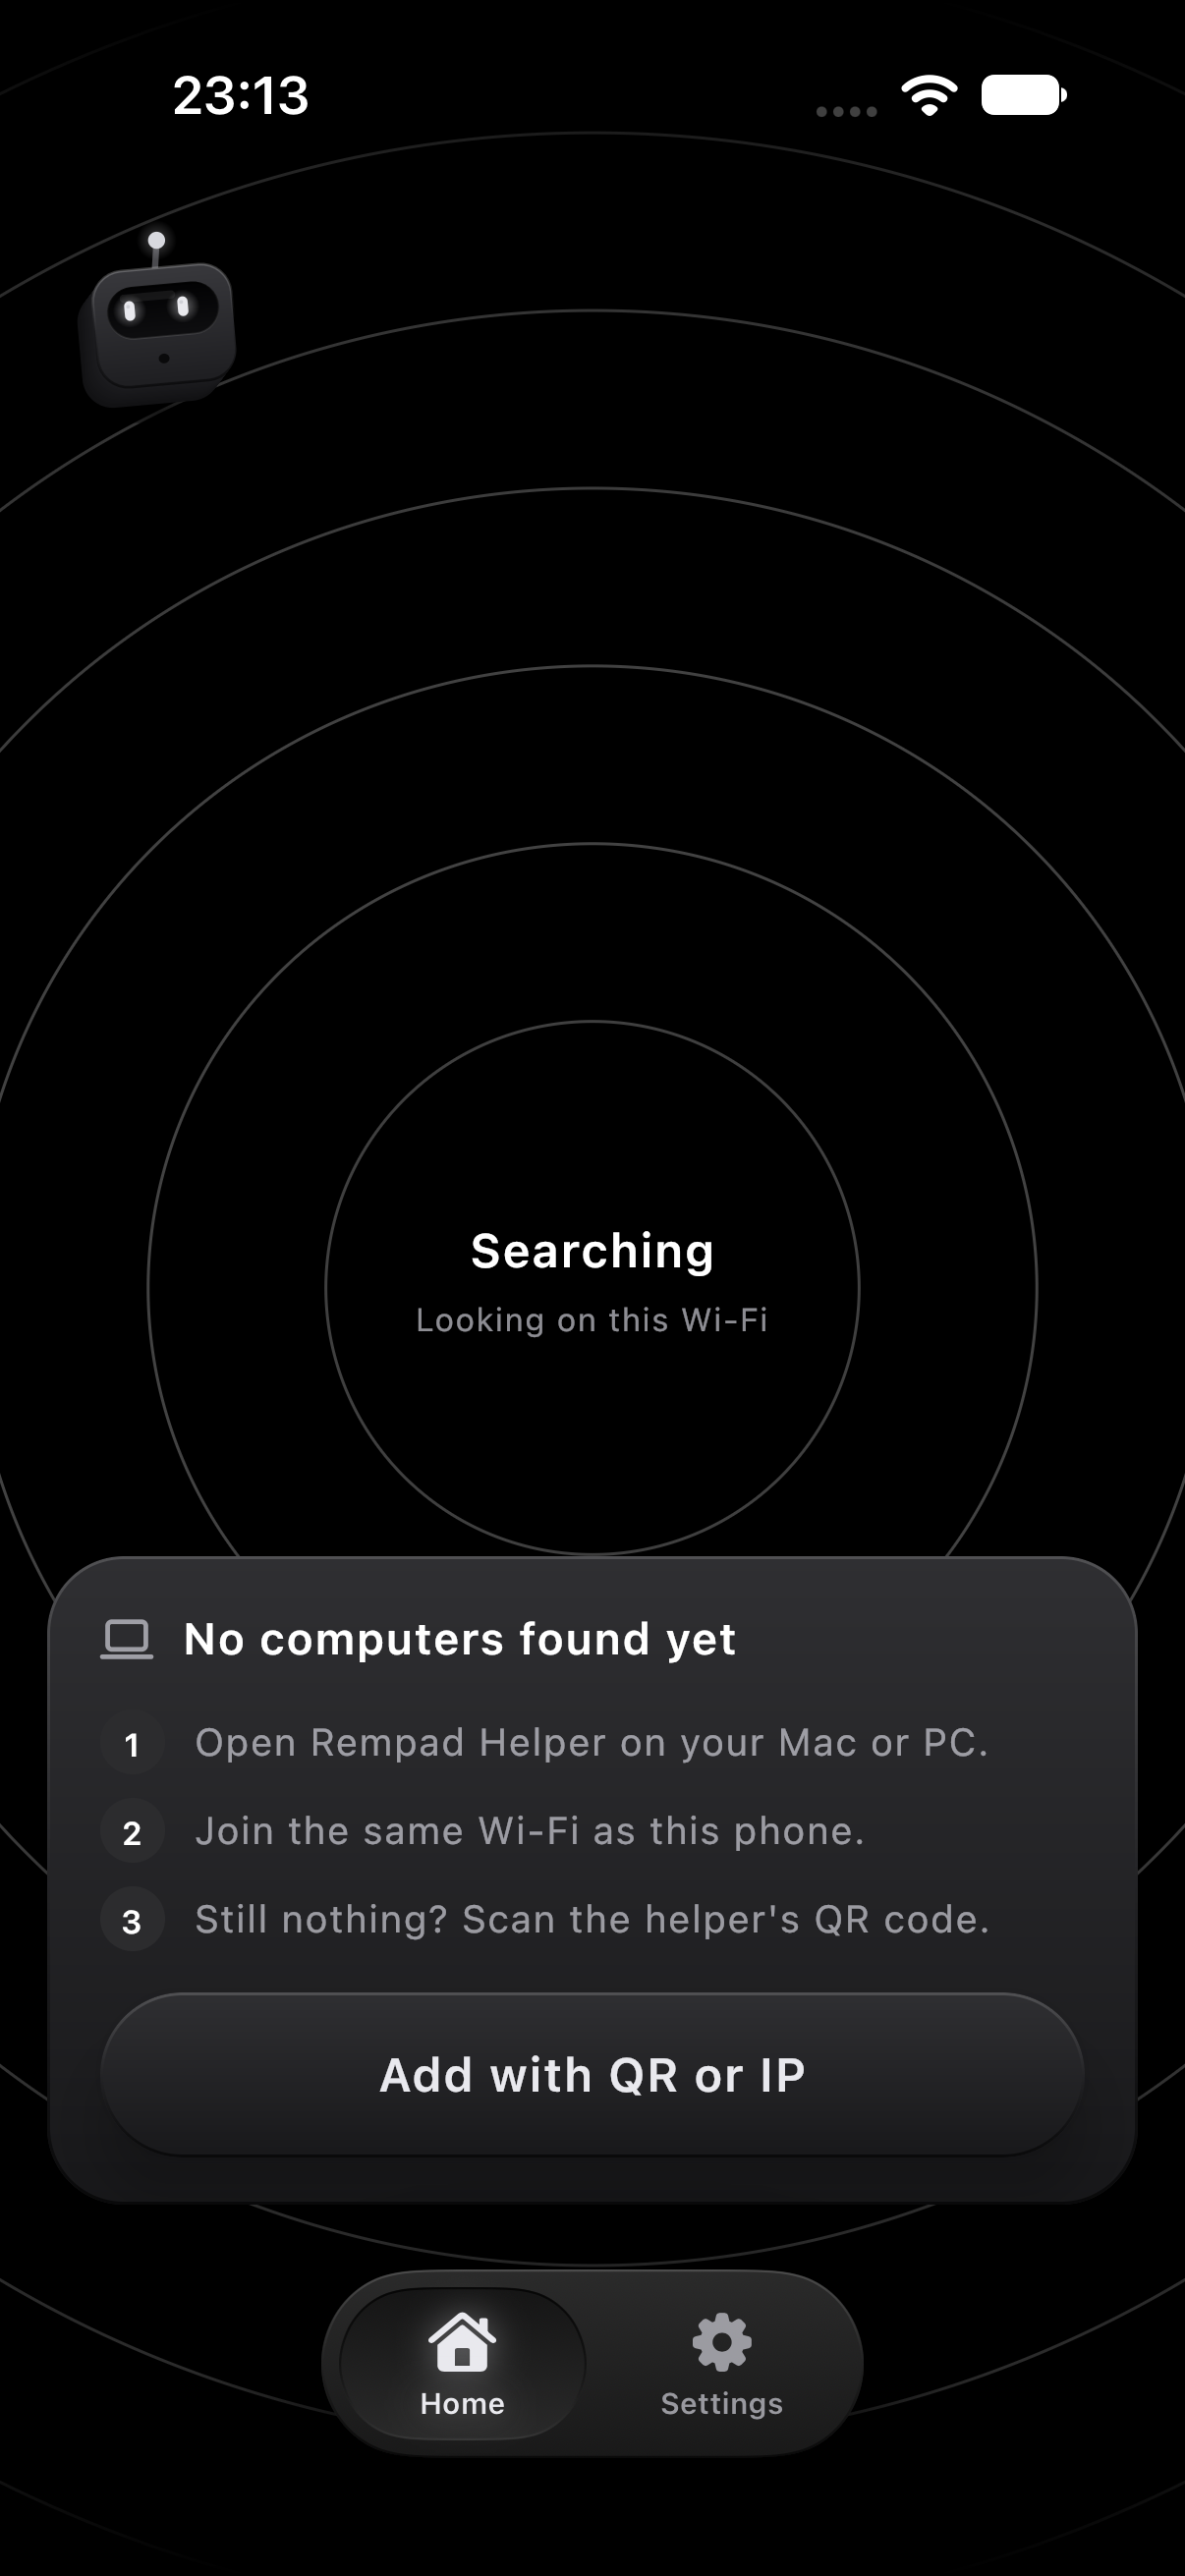 23:13
Searching
Looking on this Wi-Fi
No computers found yet
1 Open Rempad Helper on your Mac or PC.
2 Join the same Wi-Fi as this phone.
3 Still nothing? Scan the helper's QR code.
Add with QR or IP
Home Settings